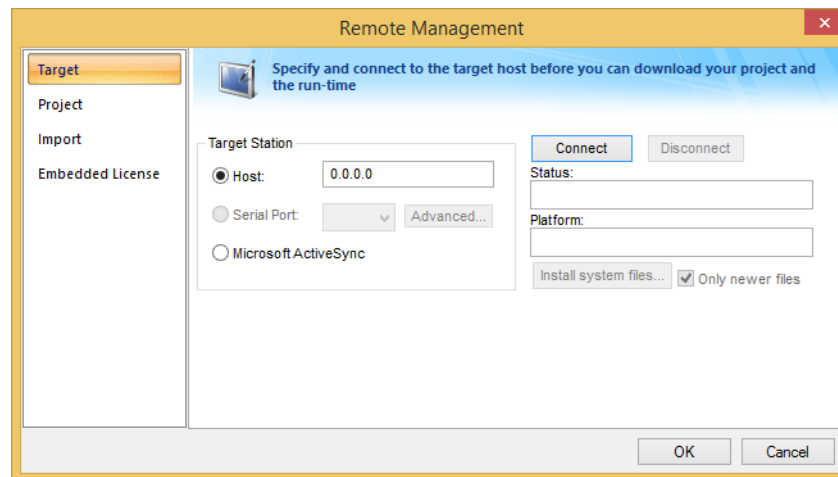 Remote Management
Target
Project
Import
Embedded License
Specify and connect to the target host before you can download your project and
the run-time
Target Station
Host:
0.0.0.0
Serial Port:
Advanced...
Microsoft ActiveSync
Connect
Disconnect
Status:
Platform:
Install system files...
Only newer files
OK
Cancel